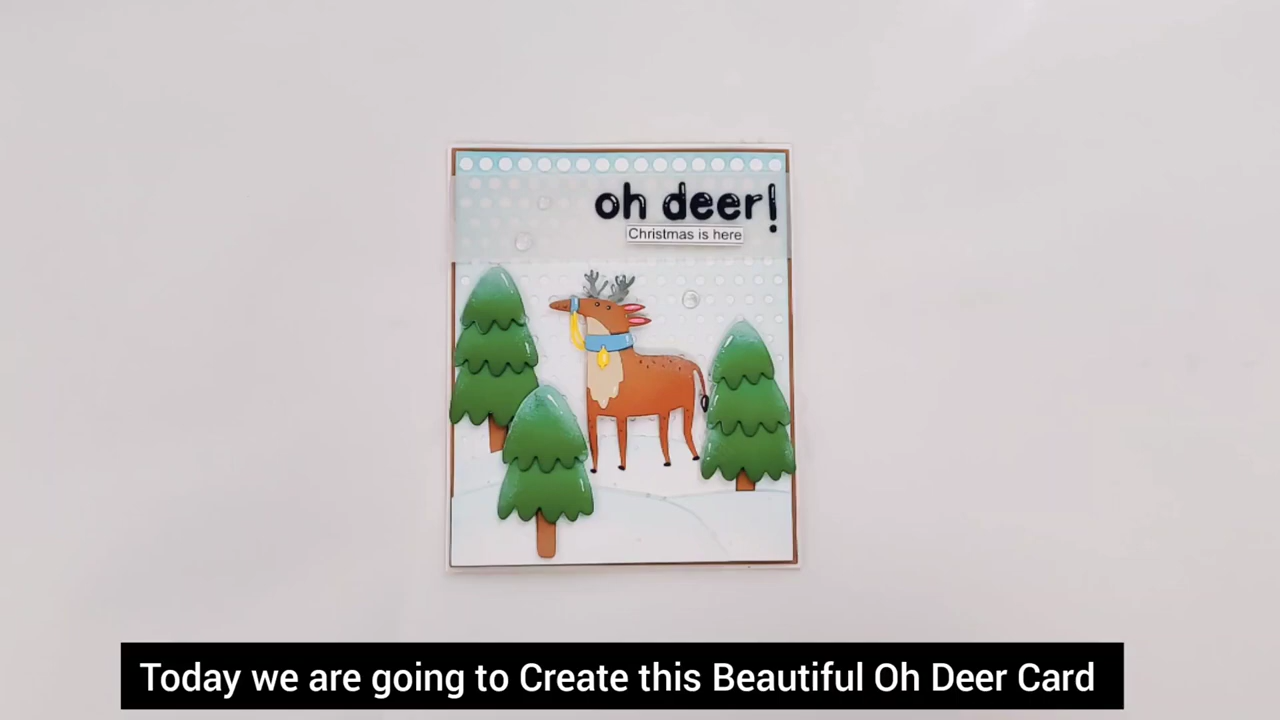 oh deer!
Christmas is here
Today we are going to Create this Beautiful Oh Deer Card